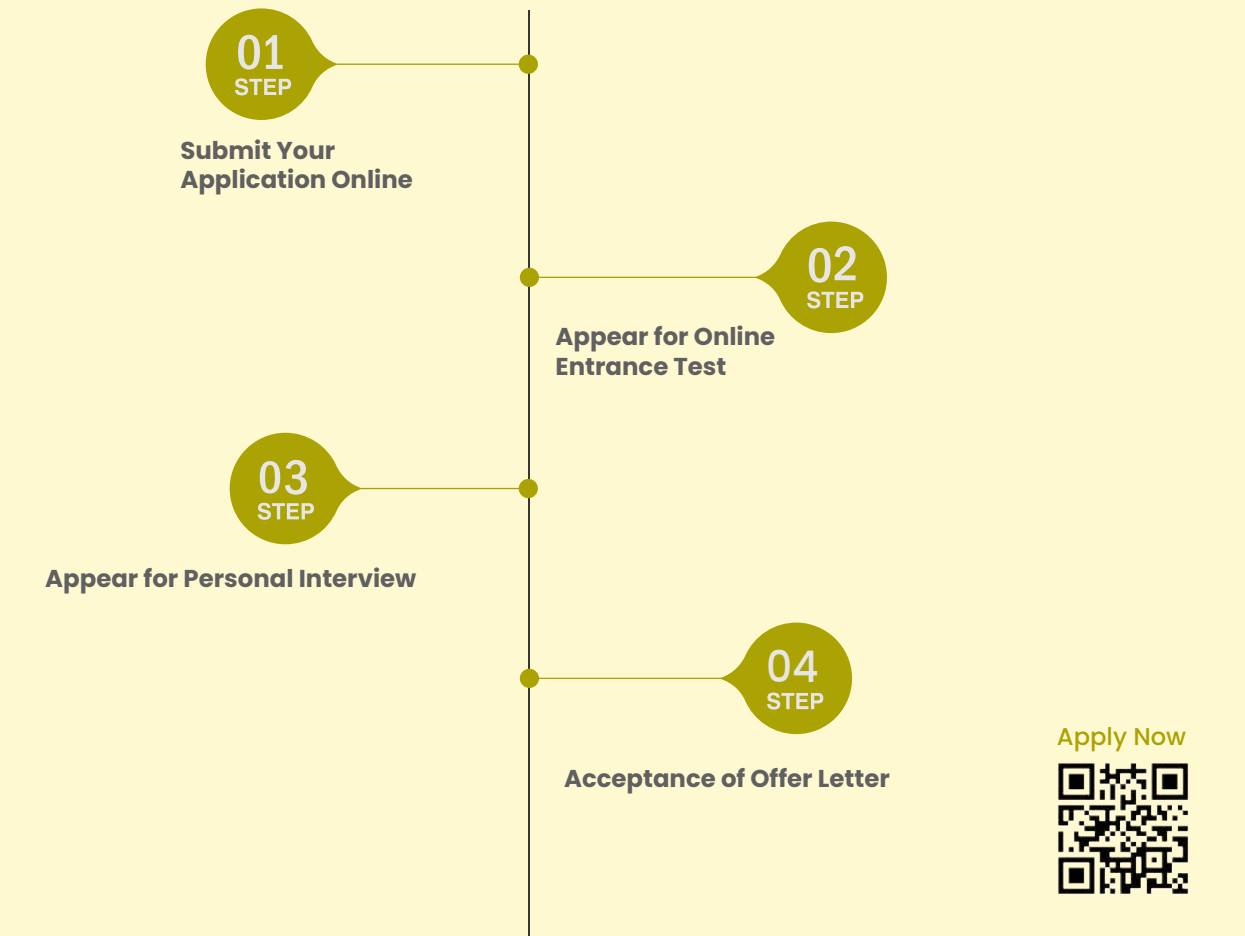 01
STEP
Submit Your
Application Online
02
STEP
Appear for Online
Entrance Test
03
STEP
Appear for Personal Interview
04
STEP
Acceptance of Offer Letter
Apply Now